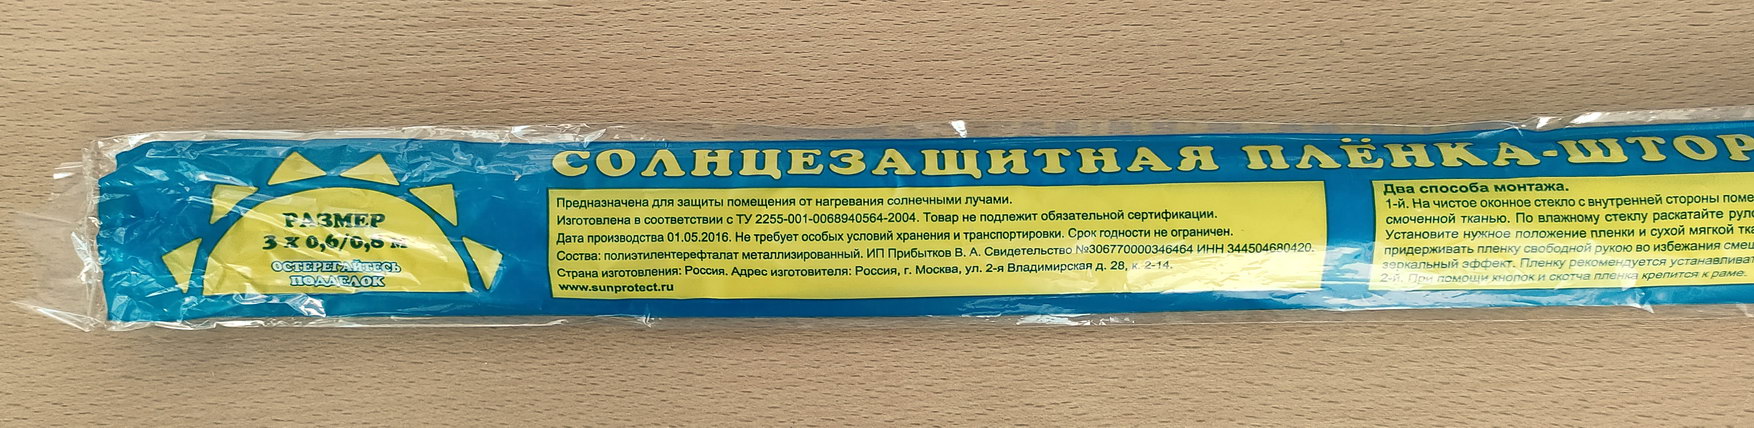 СОЛНЦЕЗАЩИТНАЯ ПЛЁНКА-ШТОР
РАЗМЕР
3 х 0,6/0,8 м
ОСТЕРЕГАЙТЕСЬ
ПОДДЕЛОК
Предназначена для защиты помещения от нагревания солнечными лучами.
Изготовлена в соответствии с ТУ 2255-001-0068940564-2004. Товар не подлежит обязательной сертификации.
Дата производства 01.05.2016. Не требует особых условий хранения и транспортировки. Срок годности не ограничен.
Соства: полиэтилентерефталат металлизированный. ИП Прибытков В. А. Свидетельство №306770000346464 ИНН 344504680420.
Страна изготовления: Россия. Адрес изготовителя: Россия, г. Москва, ул. 2-я Владимирская д. 28, к. 2-14.
www.sunprotect.ru
Два способа монтажа.
1-й. На чистое оконное стекло с внутренней стороны поме
смоченной тканью. По влажному стеклу раскатайте руло
Установите нужное положение пленки и сухой мягкой тка
придерживать пленку свободной рукою во избежания смещ
зеркальный эффект. Пленку рекомендуется устанавливат
2-й. При помощи кнопок и скотча пленка крепится к раме.